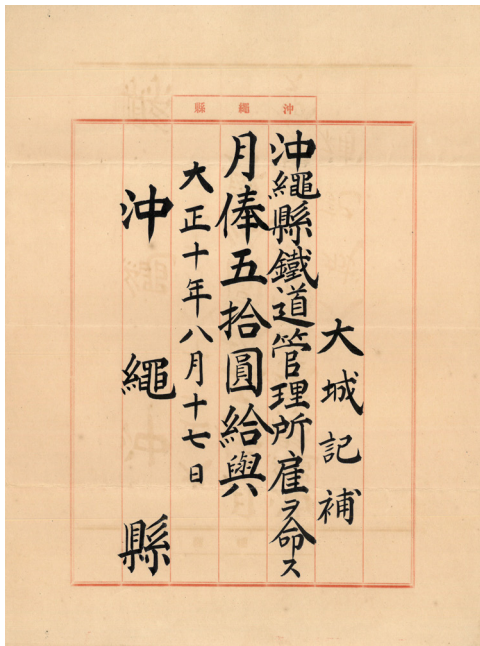 沖繩縣
大城記補
沖繩縣鐵道管理所雇ヲ命ス
月俸五拾圓給與
大正十年八月十七日
沖繩縣